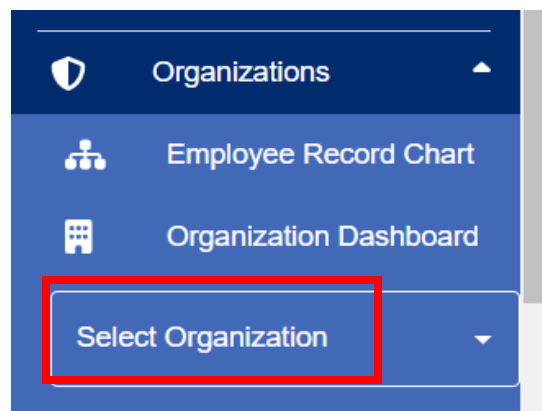 Organizations
Employee Record Chart
Organization Dashboard
Select Organization